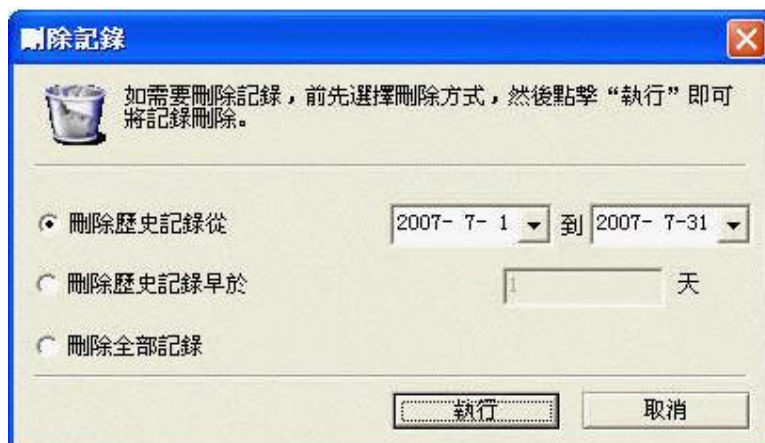 刪除記錄
如需要刪除記錄，前先選擇刪除方式，然後點擊“執行”即可
將記錄刪除。
刪除歷史記錄從 2007- 7- 1 到 2007- 7-31
刪除歷史記錄早於 1 天
刪除全部記錄
執行 取消